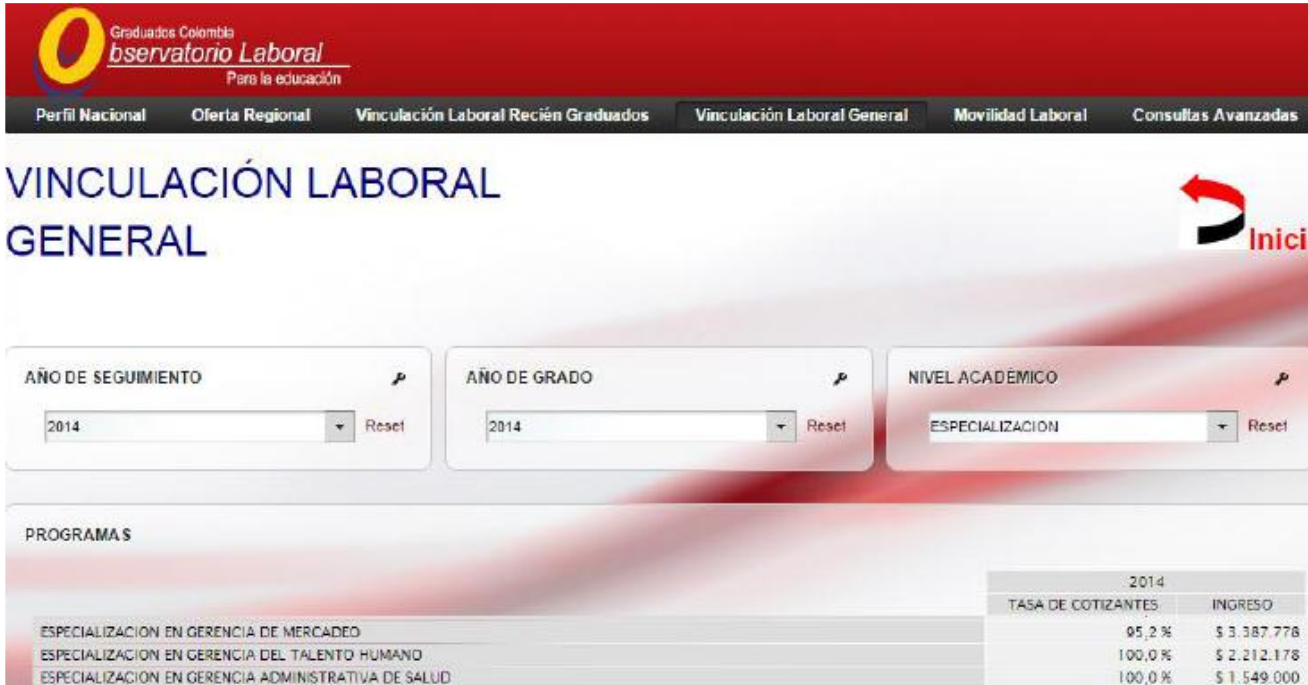 Graduados Colombia
Observatorio Laboral
Para la educación
Perfil Nacional Oferta Regional Vinculación Laboral Recién Graduados Vinculación Laboral General Movilidad Laboral Consultas Avanzadas
VINCULACIÓN LABORAL
GENERAL
Inici
AÑO DE SEGUIMIENTO AÑO DE GRADO NIVEL ACADÉMICO
2014 Reset 2014 Reset ESPECIALIZACION Reset
PROGRAMAS
2014
TASA DE COTIZANTES INGRESO
ESPECIALIZACION EN GERENCIA DE MERCADEO 95,2 % $ 3.387.778
ESPECIALIZACION EN GERENCIA DEL TALENTO HUMANO 100,0 % $ 2.212.178
ESPECIALIZACION EN GERENCIA ADMINISTRATIVA DE SALUD 100,0 % $ 1.549.000